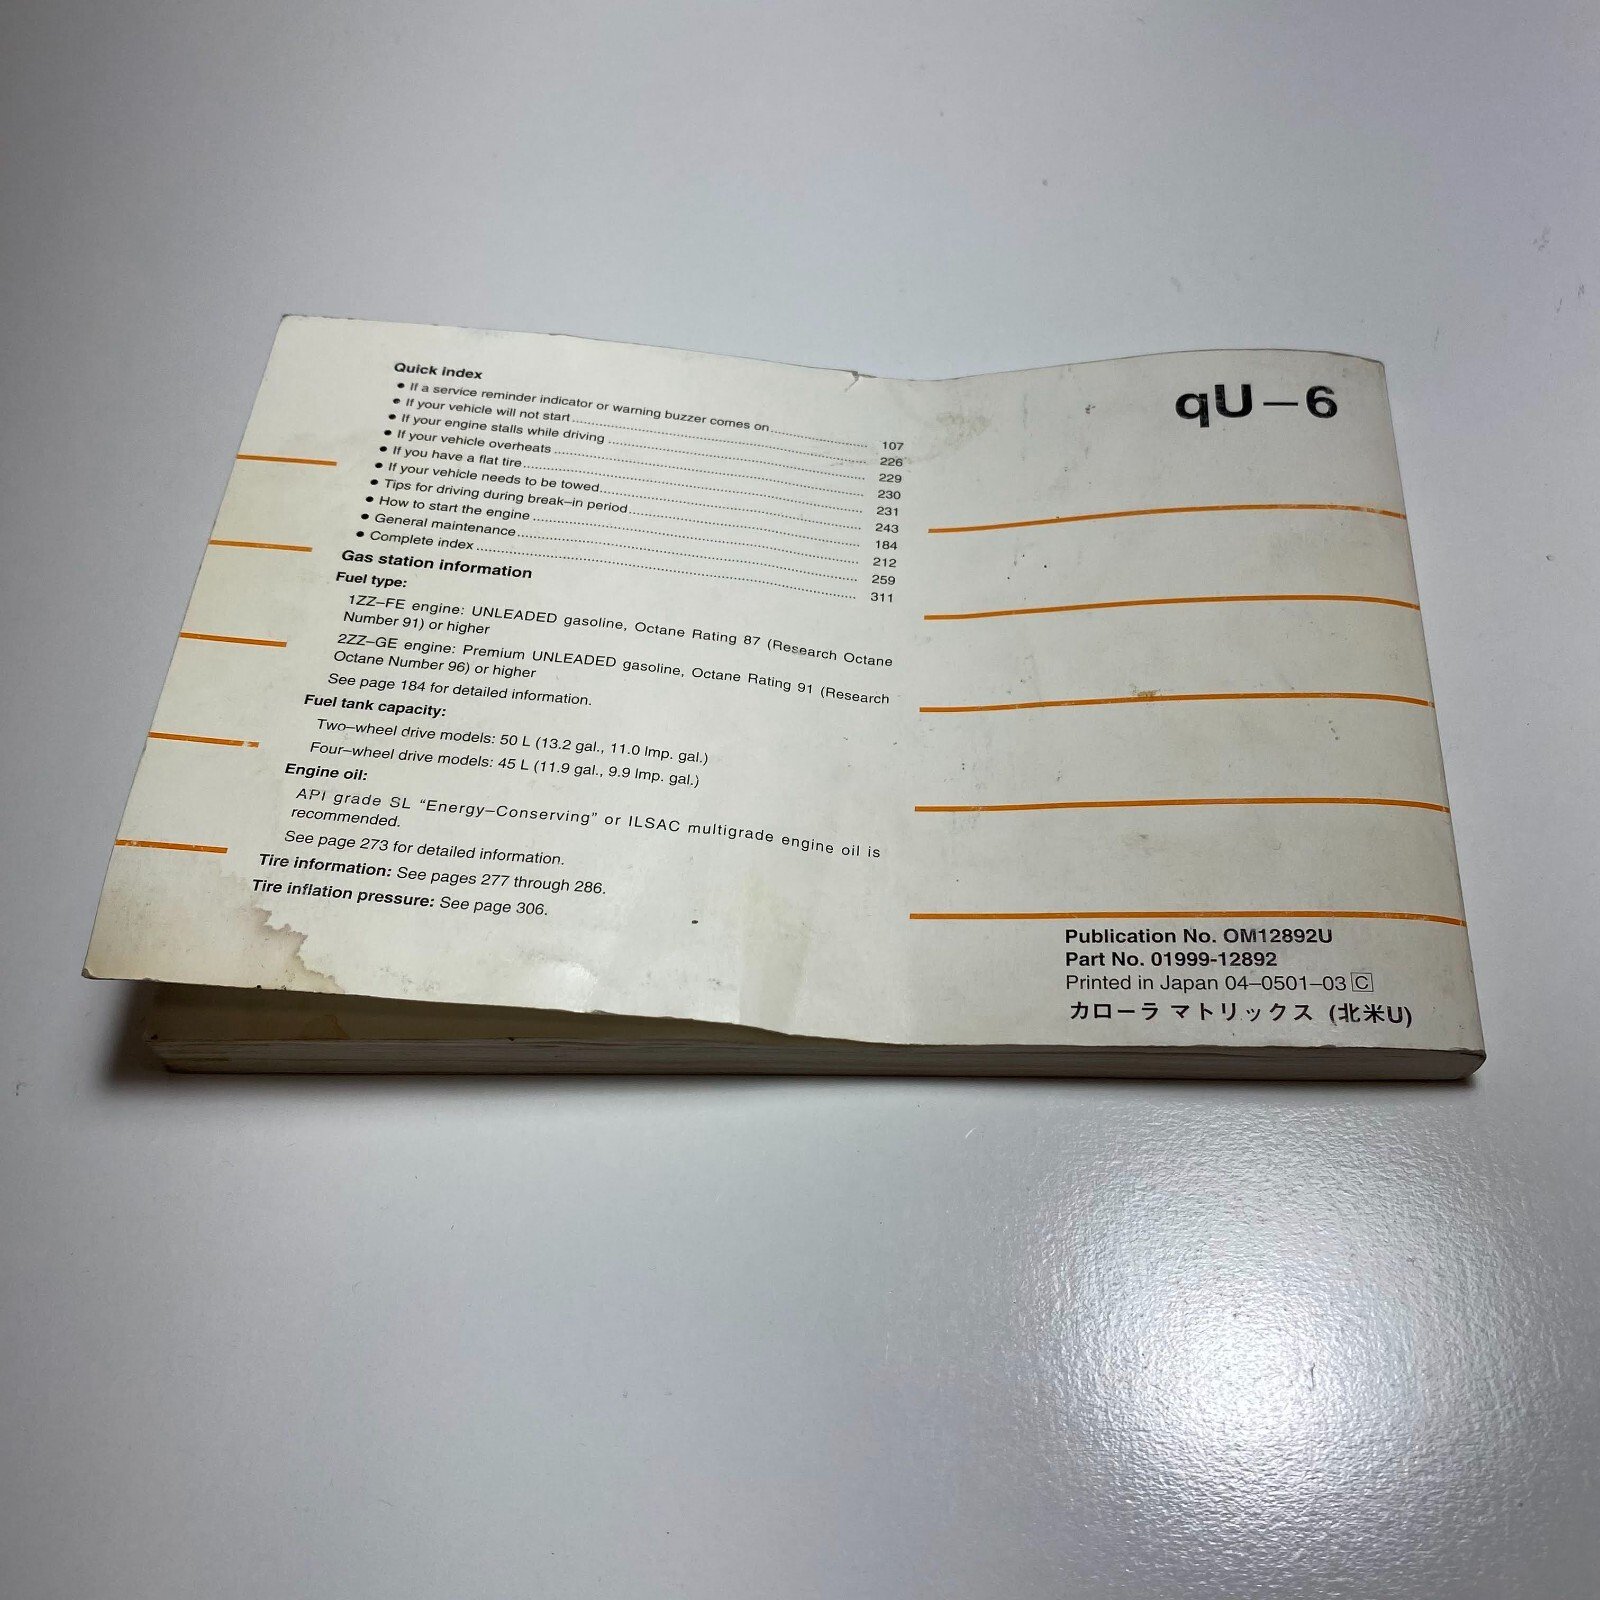 Quick index
● If a service reminder indicator or warning buzzer comes on 107
● If your vehicle will not start 226
● If your engine stalls while driving 229
● If your vehicle overheats 230
● If you have a flat tire 231
● If your vehicle needs to be towed 243
● Tips for driving during break–in period 184
● How to start the engine 212
● General maintenance 259
● Complete index 311
Gas station information
Fuel type:
1ZZ–FE engine: UNLEADED gasoline, Octane Rating 87 (Research Octane
Number 91) or higher
2ZZ–GE engine: Premium UNLEADED gasoline, Octane Rating 91 (Research
Octane Number 96) or higher
See page 184 for detailed information.
Fuel tank capacity:
Two–wheel drive models: 50 L (13.2 gal., 11.0 lmp. gal.)
Four–wheel drive models: 45 L (11.9 gal., 9.9 lmp. gal.)
Engine oil:
API grade SL “Energy–Conserving” or ILSAC multigrade engine oil is
recommended.
See page 273 for detailed information.
Tire information: See pages 277 through 286.
Tire inflation pressure: See page 306.
qU–6
Publication No. OM12892U
Part No. 01999-12892
Printed in Japan 04–0501–03 C
カローラ マトリックス (北米U)